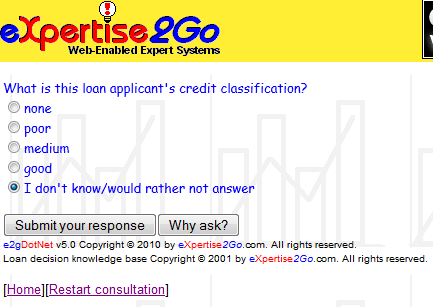 eXpertise2Go
Web-Enabled Expert Systems
What is this loan applicant's credit classification?
none
poor
medium
good
I don't know/would rather not answer
Submit your response Why ask?
e2gDotNet v5.0 Copyright © 2010 by eXpertise2Go.com. All rights reserved.
Loan decision knowledge base Copyright © 2001 by eXpertise2Go.com. All rights reserved.
[Home][Restart consultation]